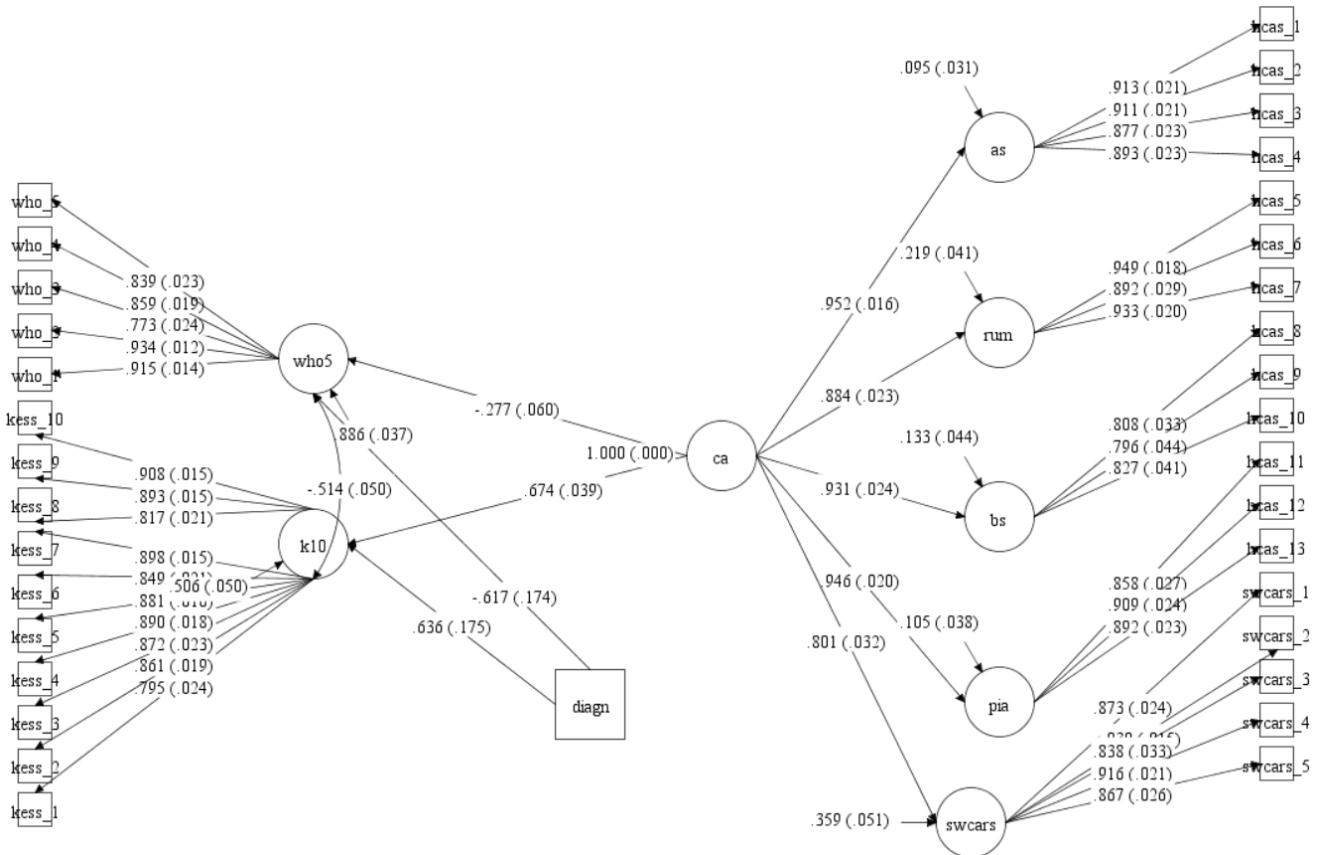 who_5
who_4
who_3
who_2
who_1
kess_10
kess_9
kess_8
kess_7
kess_6
kess_5
kess_4
kess_3
kess_2
kess_1
.839 (.023)
.859 (.019)
.773 (.024)
.934 (.012)
.915 (.014)
.908 (.015)
.893 (.015)
.817 (.021)
.898 (.015)
.849
.506 (.050)
.881
.890 (.018)
.872 (.023)
.861 (.019)
.795 (.024)
who5
k10
886 (.037)
-.514 (.050)
-.277 (.060)
.674 (.039)
-.617 (.174)
.636 (.175)
diagn
1.000 (.000)
ca
.952 (.016)
.884 (.023)
.931 (.024)
.946 (.020)
.801 (.032)
.095 (.031)
as
.219 (.041)
rum
.133 (.044)
bs
.105 (.038)
pia
.359 (.051)
swcars
.913 (.021)
.911 (.021)
.877 (.023)
.893 (.023)
.949 (.018)
.892 (.029)
.933 (.020)
.808 (.033)
.796 (.044)
.827 (.041)
.858 (.027)
.909 (.024)
.892 (.023)
.873 (.024)
.838 (.033)
.916 (.021)
.867 (.026)
hcas_1
hcas_2
hcas_3
hcas_4
hcas_5
hcas_6
hcas_7
hcas_8
hcas_9
hcas_10
hcas_11
hcas_12
hcas_13
swcars_1
swcars_2
swcars_3
swcars_4
swcars_5